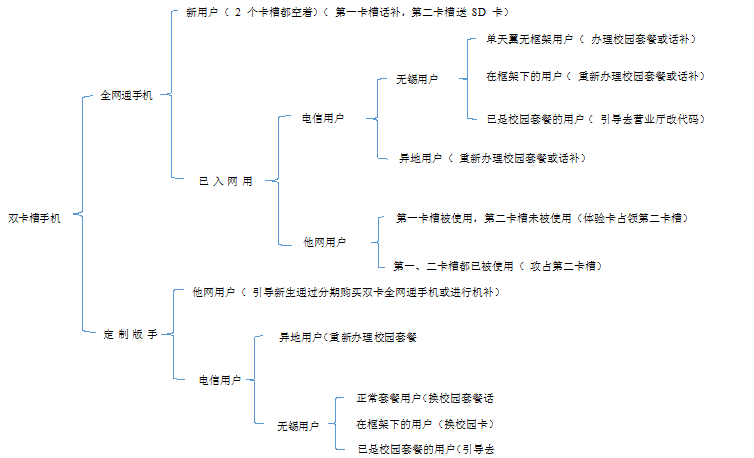 新用户（ 2 个卡槽都空着）（ 第一卡槽话补，第二卡槽送 SD 卡）
单天翼无框架用户（ 办理校园套餐或话补）
无锡用户
在框架下的用户（ 重新办理校园套餐或话补）
全网通手机
电信用户
已是校园套餐的用户（ 引导去营业厅改代码）
异地用户（ 重新办理校园套餐或话补）
已 入 网 用
双卡槽手机
第一卡槽被使用，第二卡槽未被使用（体验卡占领第二卡槽）
他网用户
第一、二卡槽都已被使用（ 攻占第二卡槽）
他网用户（ 引导新生通过分期购买双卡全网通手机或进行机补）
定 制 版 手
异地用户（重新办理校园套餐
电信用户
正常套餐用户（换校园套餐话
无锡用户
在框架下的用户（换校园卡）
已是校园套餐的用户（引导去